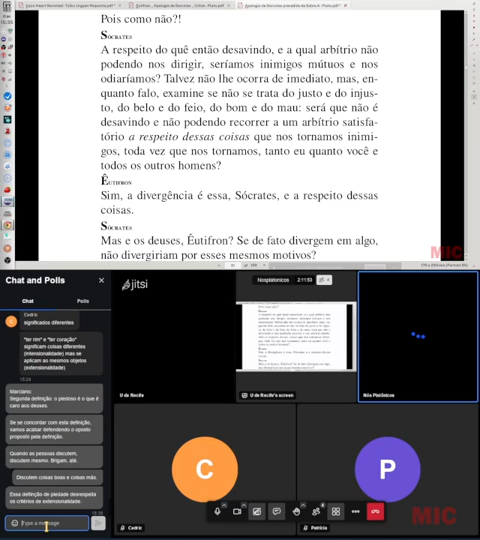 Pois como não?!
SÓCRATES
A respeito do quê então desavindo, e a qual arbítrio não
podendo nos dirigir, seríamos inimigos mútuos e nos
odiaríamos? Talvez não lhe ocorra de imediato, mas, en-
quanto falo, examine se não se trata do justo e do injus-
to, do belo e do feio, do bom e do mau: será que não é
desavindo e não podendo recorrer a um arbítrio satisfa-
tório a respeito dessas coisas que nos tornamos inimi-
gos, toda vez que nos tornamos, tanto eu quanto você e
todos os outros homens?
ÊUTIFRON
Sim, a divergência é essa, Sócrates, e a respeito dessas
coisas.
SÓCRATES
Mas e os deuses, Êutifron? Se de fato divergem em algo,
não divergiriam por esses mesmos motivos?
MIC
Chat and Polls
Chat
Polls
C
Cedric
significados diferentes
"ter rim" e "ter coração"
significam coisas diferentes
(intensionalidade) mas se
aplicam ao mesmos objetos
(extensionalidade)
Marciano:
Segunda definição: o piedoso é o que é
caro aos deuses.
Se se concordar com esta definição,
vamos acabar defendendo o oposto
proposto pela definição.
Quando as pessoas discutem,
discutem mesmo. Brigam, até.
Discutem coisas boas e coisas más.
Essa definição de piedade desrespeita
os critérios de extensionalidade.
Type a message
jitsi
Neoplatonicos
2:11:53
4
U de Recife
U de Recife's screen
Nós Platônicos
C
P
Cedric
Patrícia
MIC